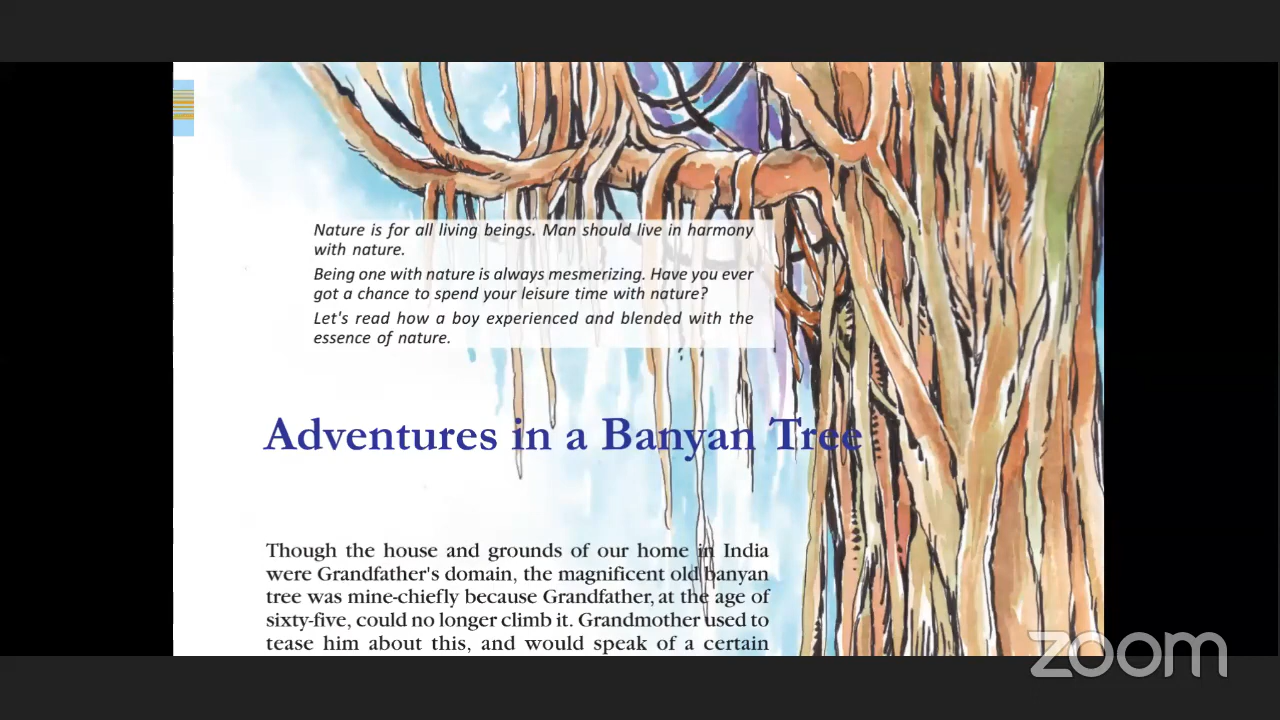 Nature is for all living beings. Man should live in harmony
with nature.
Being one with nature is always mesmerizing. Have you ever
got a chance to spend your leisure time with nature?
Let's read how a boy experienced and blended with the
essence of nature.
Adventures in a Banyan Tree
Though the house and grounds of our home in India
were Grandfather's domain, the magnificent old banyan
tree was mine-chiefly because Grandfather, at the age of
sixty-five, could no longer climb it. Grandmother used to
tease him about this, and would speak of a certain
zoom